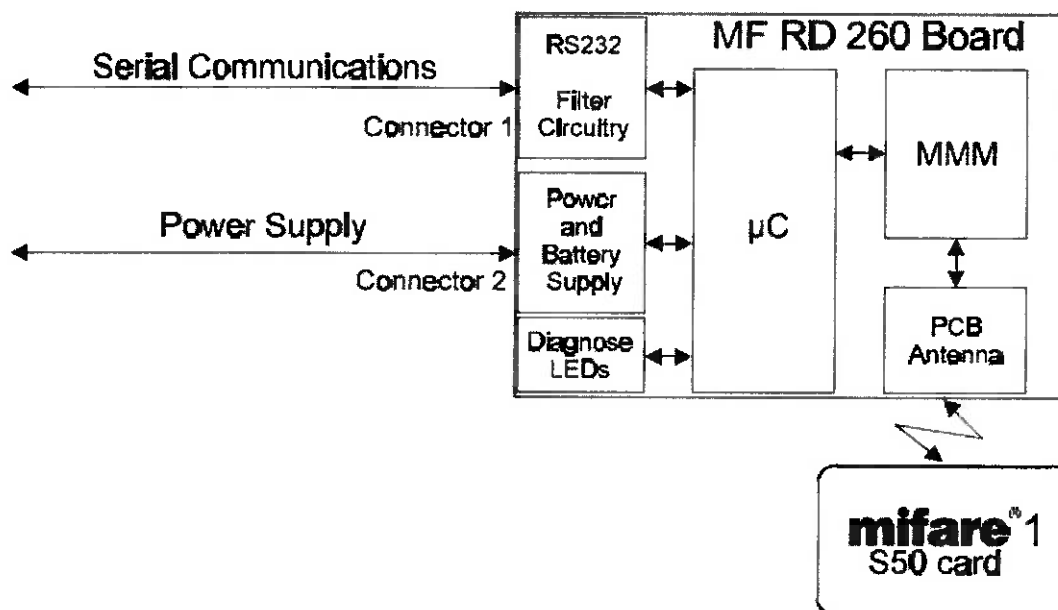 MF RD 260 Board
Serial Communications
Connector 1
RS232
Filter
Circuitry
Power Supply
Connector 2
Power
and
Battery
Supply
Diagnose
LEDs
µC
MMM
PCB
Antenna
mifare® 1
S50 card